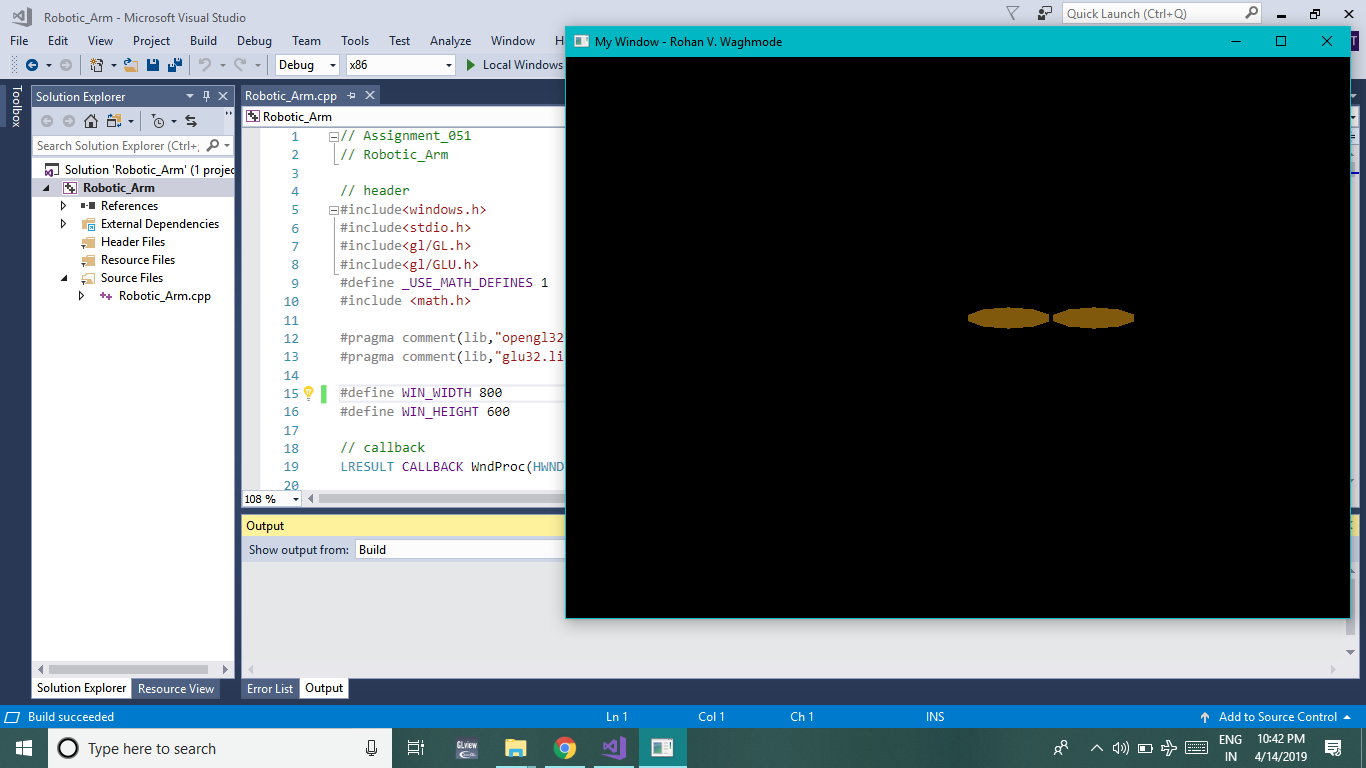 Robotic_Arm - Microsoft Visual Studio
Quick Launch (Ctrl+Q)
File Edit View Project Build Debug Team Tools Test Analyze Window H
Debug x86 Local Windows
Toolbox
Solution Explorer
Search Solution Explorer (Ctrl+;
Solution 'Robotic_Arm' (1 projec
Robotic_Arm
References
External Dependencies
Header Files
Resource Files
Source Files
Robotic_Arm.cpp
Solution Explorer Resource View
Robotic_Arm.cpp
Robotic_Arm
1 // Assignment_051
2 // Robotic_Arm
3
4 // header
5 #include<windows.h>
6 #include<stdio.h>
7 #include<gl/GL.h>
8 #include<gl/GLU.h>
9 #define _USE_MATH_DEFINES 1
10 #include <math.h>
11
12 #pragma comment(lib,"opengl32
13 #pragma comment(lib,"glu32.li
14
15 #define WIN_WIDTH 800
16 #define WIN_HEIGHT 600
17
18 // callback
19 LRESULT CALLBACK WndProc(HWND
20
108 %
Output
Show output from: Build
Error List Output
My Window - Rohan V. Waghmode
T
Build succeeded Ln 1 Col 1 Ch 1 INS Add to Source Control
Type here to search
GLview
ENG
IN
10:42 PM
4/14/2019